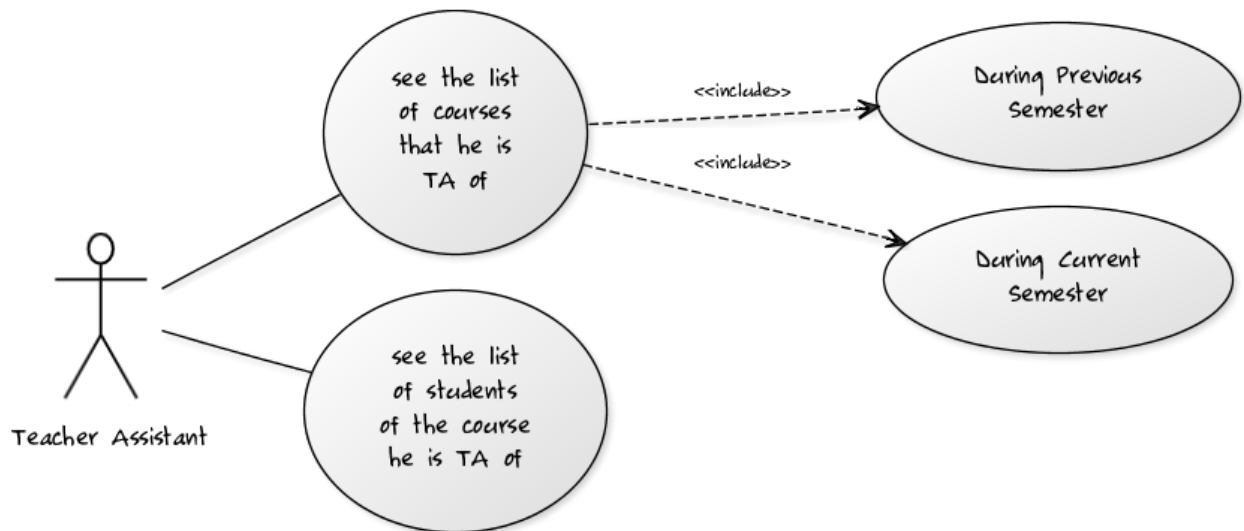 see the list
of courses
that he is
TA of
<<include>>
During Previous
Semester
<<include>>
During Current
Semester
see the list
of students
of the course
he is TA of
Teacher Assistant